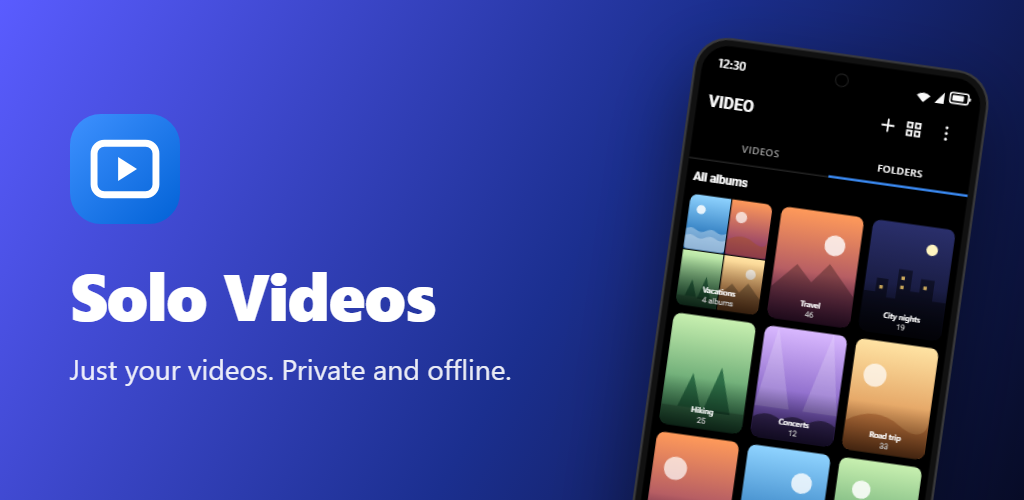 Solo Videos
Just your videos. Private and offline.
12:30
VIDEO
VIDEOS FOLDERS
All albums
Vacations
4 albums
Travel
46
City nights
19
Hiking
25
Concerts
12
Road trip
33